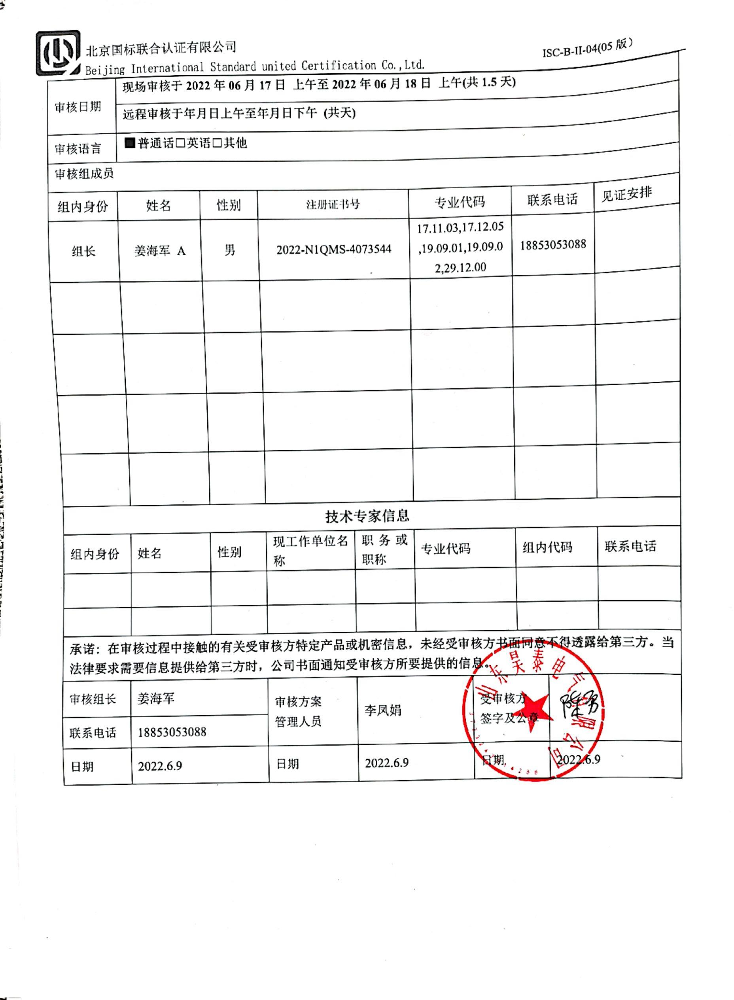 北京国标联合认证有限公司
ISC-B-II-04(05 版）
Beijing International Standard united Certification Co.,Ltd.
审核日期
现场审核于 2022 年 06 月 17 日 上午至 2022 年 06 月 18 日 上午(共 1.5 天)
远程审核于年月日上午至年月日下午 (共天)
审核语言
■普通话□英语□其他
审核组成员
组内身份 姓名 性别 注册证书号 专业代码 联系电话 见证安排
组长 姜海军 A 男 2022-N1QMS-4073544
17.11.03,17.12.05
,19.09.01,19.09.0
2,29.12.00
18853053088
技术专家信息
组内身份 姓名 性别
现工作单位名
称
职 务 或
职称
专业代码 组内代码 联系电话
承诺：在审核过程中接触的有关受审核方特定产品或机密信息，未经受审核方书面同意不得透露给第三方。当
法律要求需要信息提供给第三方时，公司书面通知受审核方所要提供的信息。
审核组长 姜海军
审核方案
管理人员
李凤娟
受审核方
签字及公章
陈勇
联系电话 18853053088
日期 2022.6.9 日期 2022.6.9 日期 2022.6.9
山东昊泰电气有限公司